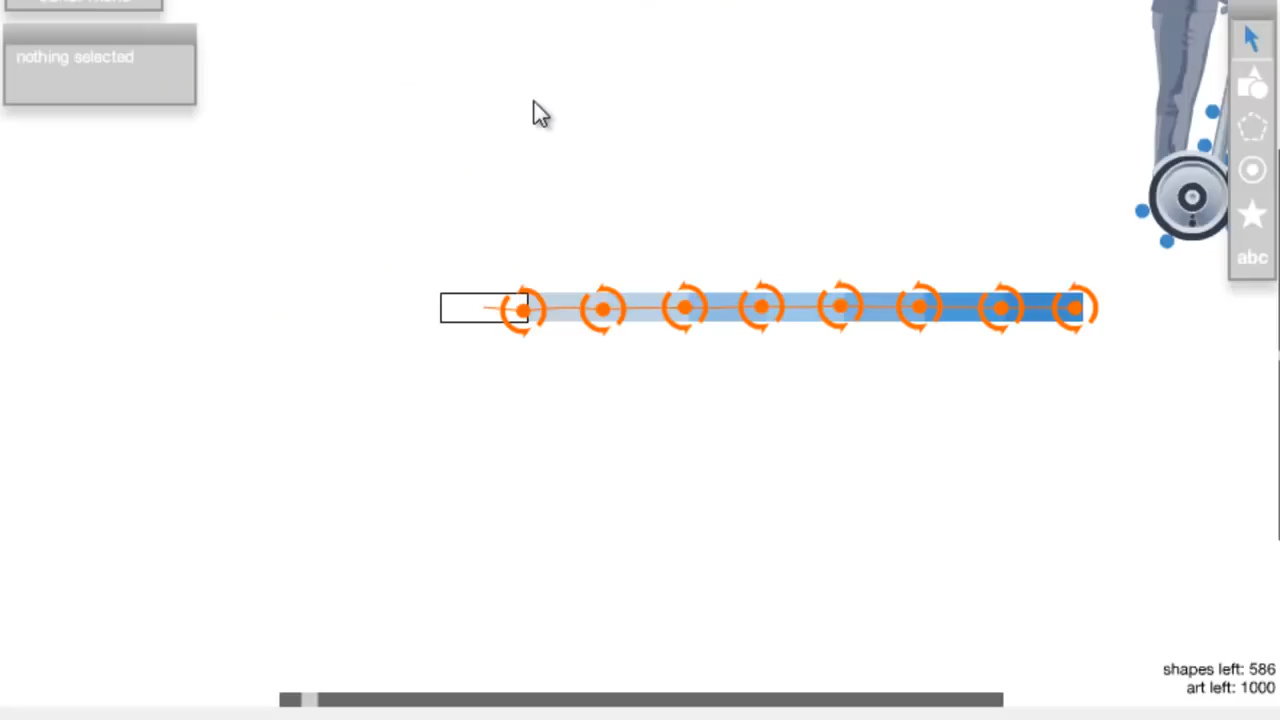 nothing selected
abc
shapes left: 586
art left: 1000